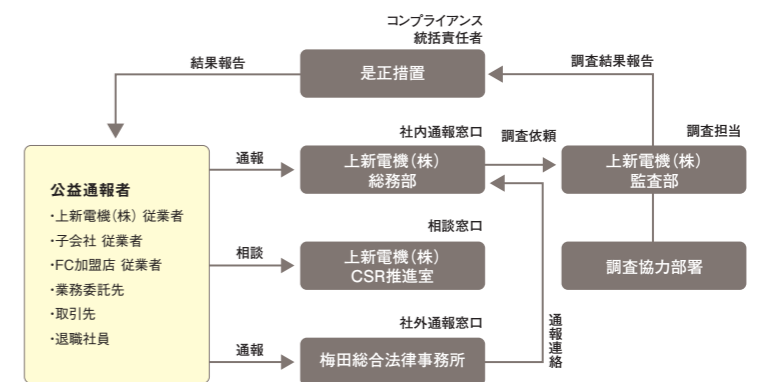 コンプライアンス
統括責任者
結果報告
是正措置
調査結果報告
社内通報窓口
調査依頼
調査担当
通報
上新電機(株)
総務部
上新電機(株)
監査部
公益通報者
・上新電機(株) 従業者
・子会社 従業者
・FC加盟店 従業者
・業務委託先
・取引先
・退職社員
相談窓口
相談
上新電機(株)
CSR推進室
調査協力部署
社外通報窓口
通報
梅田総合法律事務所
通報連絡